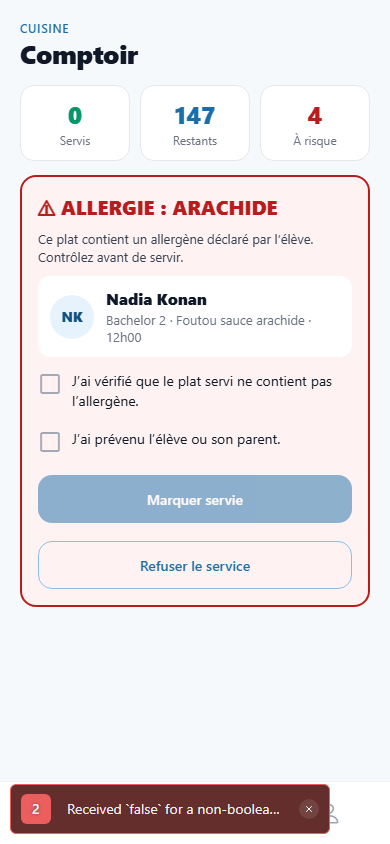 CUISINE
Comptoir
0
Servis
147
Restants
4
À risque
⚠ ALLERGIE : ARACHIDE
Ce plat contient un allergène déclaré par l'élève.
Contrôlez avant de servir.
NK
Nadia Konan
Bachelor 2 · Foutou sauce arachide ·
12h00
J'ai vérifié que le plat servi ne contient pas
l'allergène.
J'ai prévenu l'élève ou son parent.
Marquer servie
Refuser le service
2
Received `false` for a non-boolea...